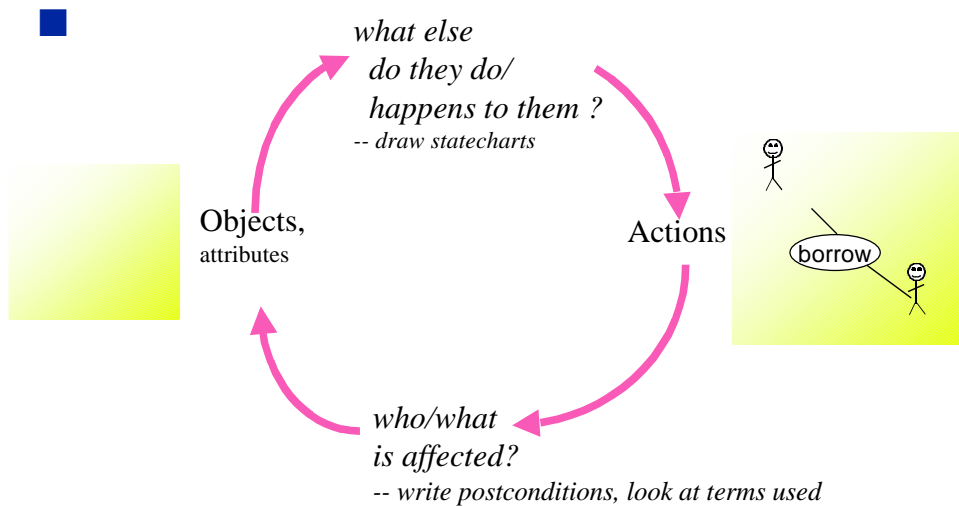 what else
do they do/
happens to them ?
-- draw statecharts
Objects,
attributes
Actions
borrow
who/what
is affected?
-- write postconditions, look at terms used